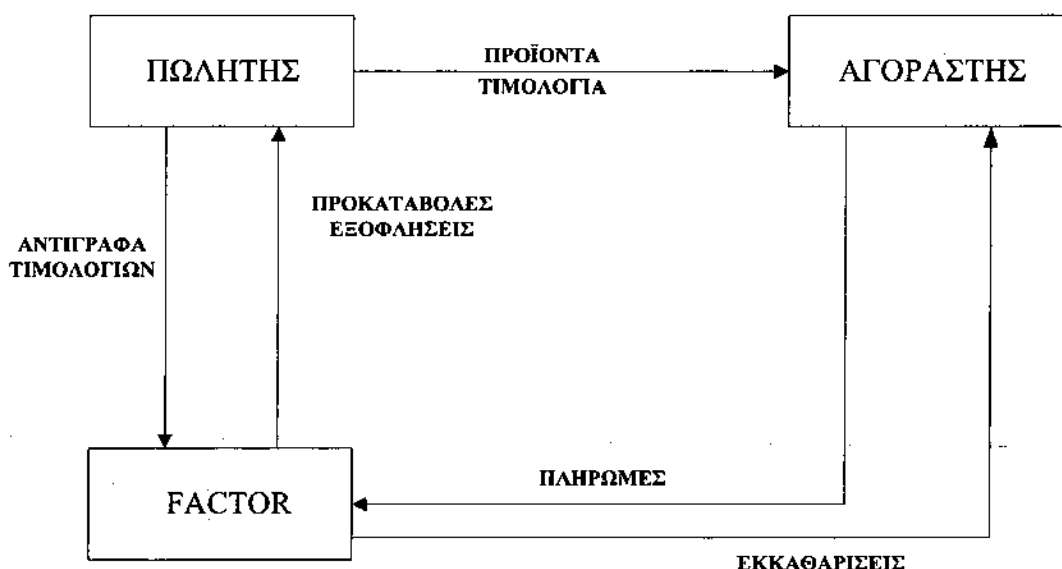 ΠΩΛΗΤΗΣ
ΠΡΟΪΟΝΤΑ
ΤΙΜΟΛΟΓΙΑ
ΑΓΟΡΑΣΤΗΣ
ΠΡΟΚΑΤΑΒΟΛΕΣ
ΕΞΟΦΛΗΣΕΙΣ
ΑΝΤΙΓΡΑΦΑ
ΤΙΜΟΛΟΓΙΩΝ
FACTOR
ΠΛΗΡΩΜΕΣ
ΕΚΚΑΘΑΡΙΣΕΙΣ